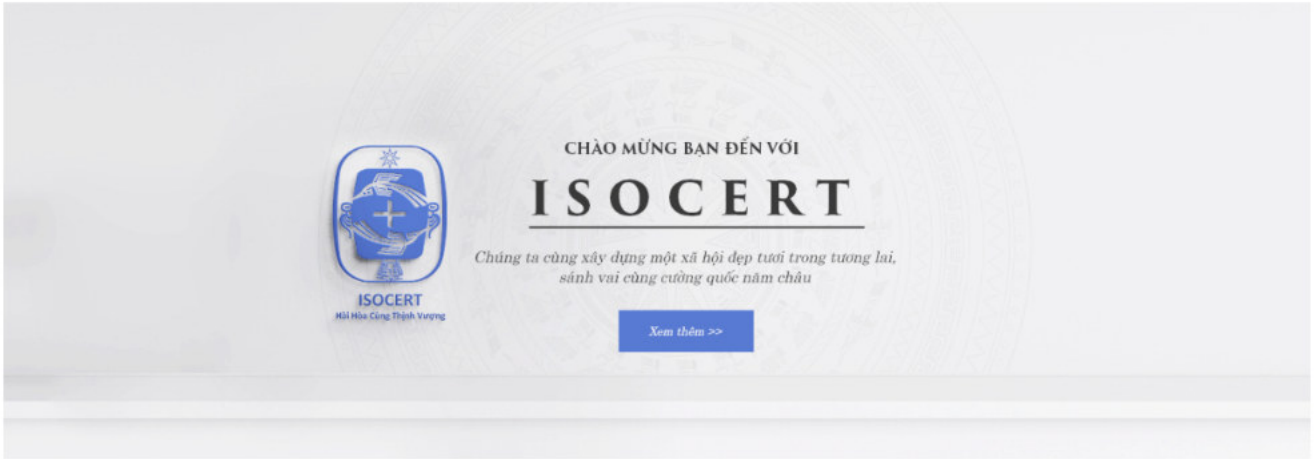 CHÀO MỪNG BẠN ĐẾN VỚI
ISOCERT
Chúng ta cùng xây dựng một xã hội đẹp tươi trong tương lai,
sánh vai cùng cường quốc năm châu
Xem thêm >>
ISOCERT
Hài Hòa Cùng Thịnh Vượng